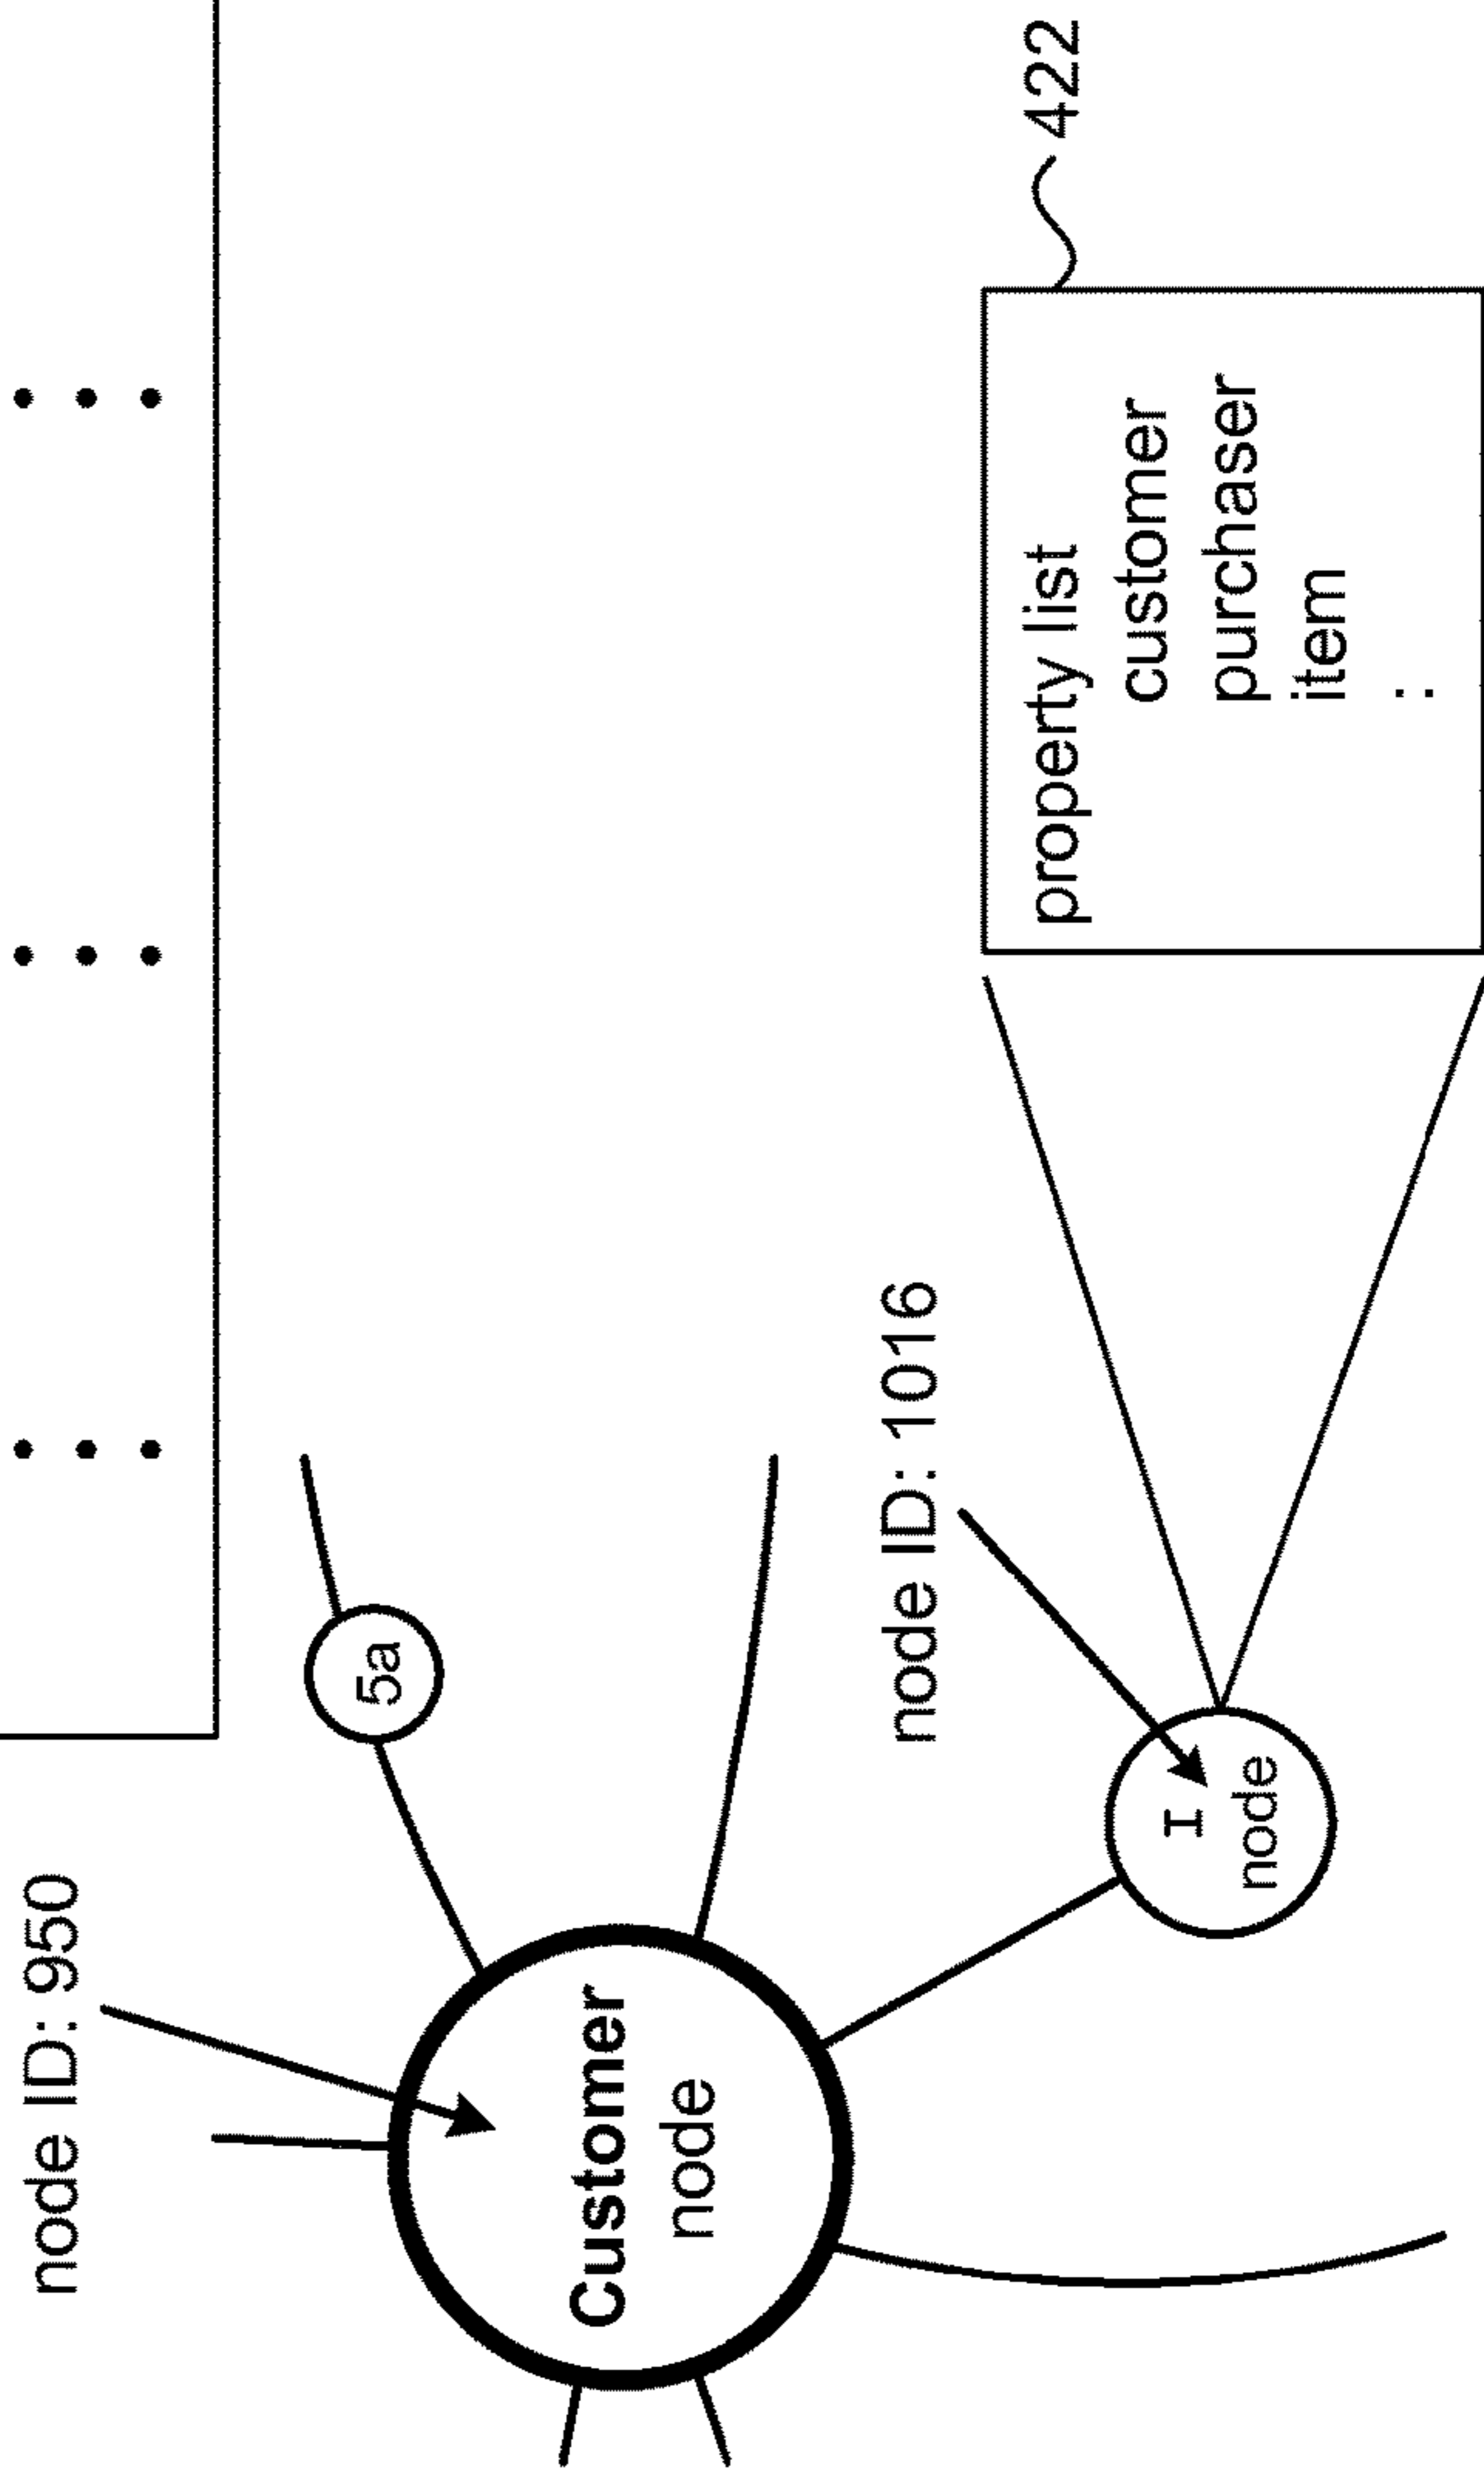 node ID: 950
Customer
node
5a
node ID: 1016
I
node
property list
customer
purchaser
item
:
422